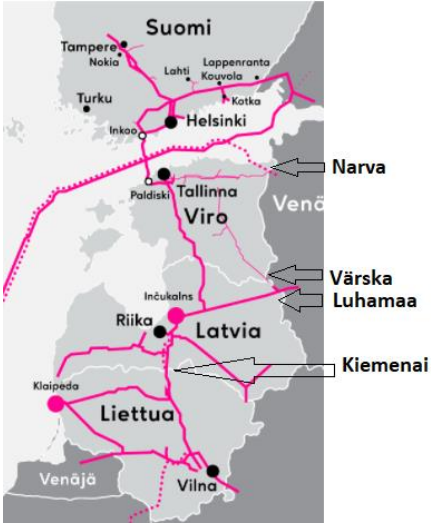 Suomi
Tampere
Nokia
Lahti
Lappenranta
Kouvola
Kotka
Turku
Helsinki
Inkoo
Narva
Paldiski
Tallinna
Viro
Venä
Värska
Luhamaa
Inčukalns
Riika
Latvia
Kiemenai
Klaipeda
Liettua
Venäjä
Vilna